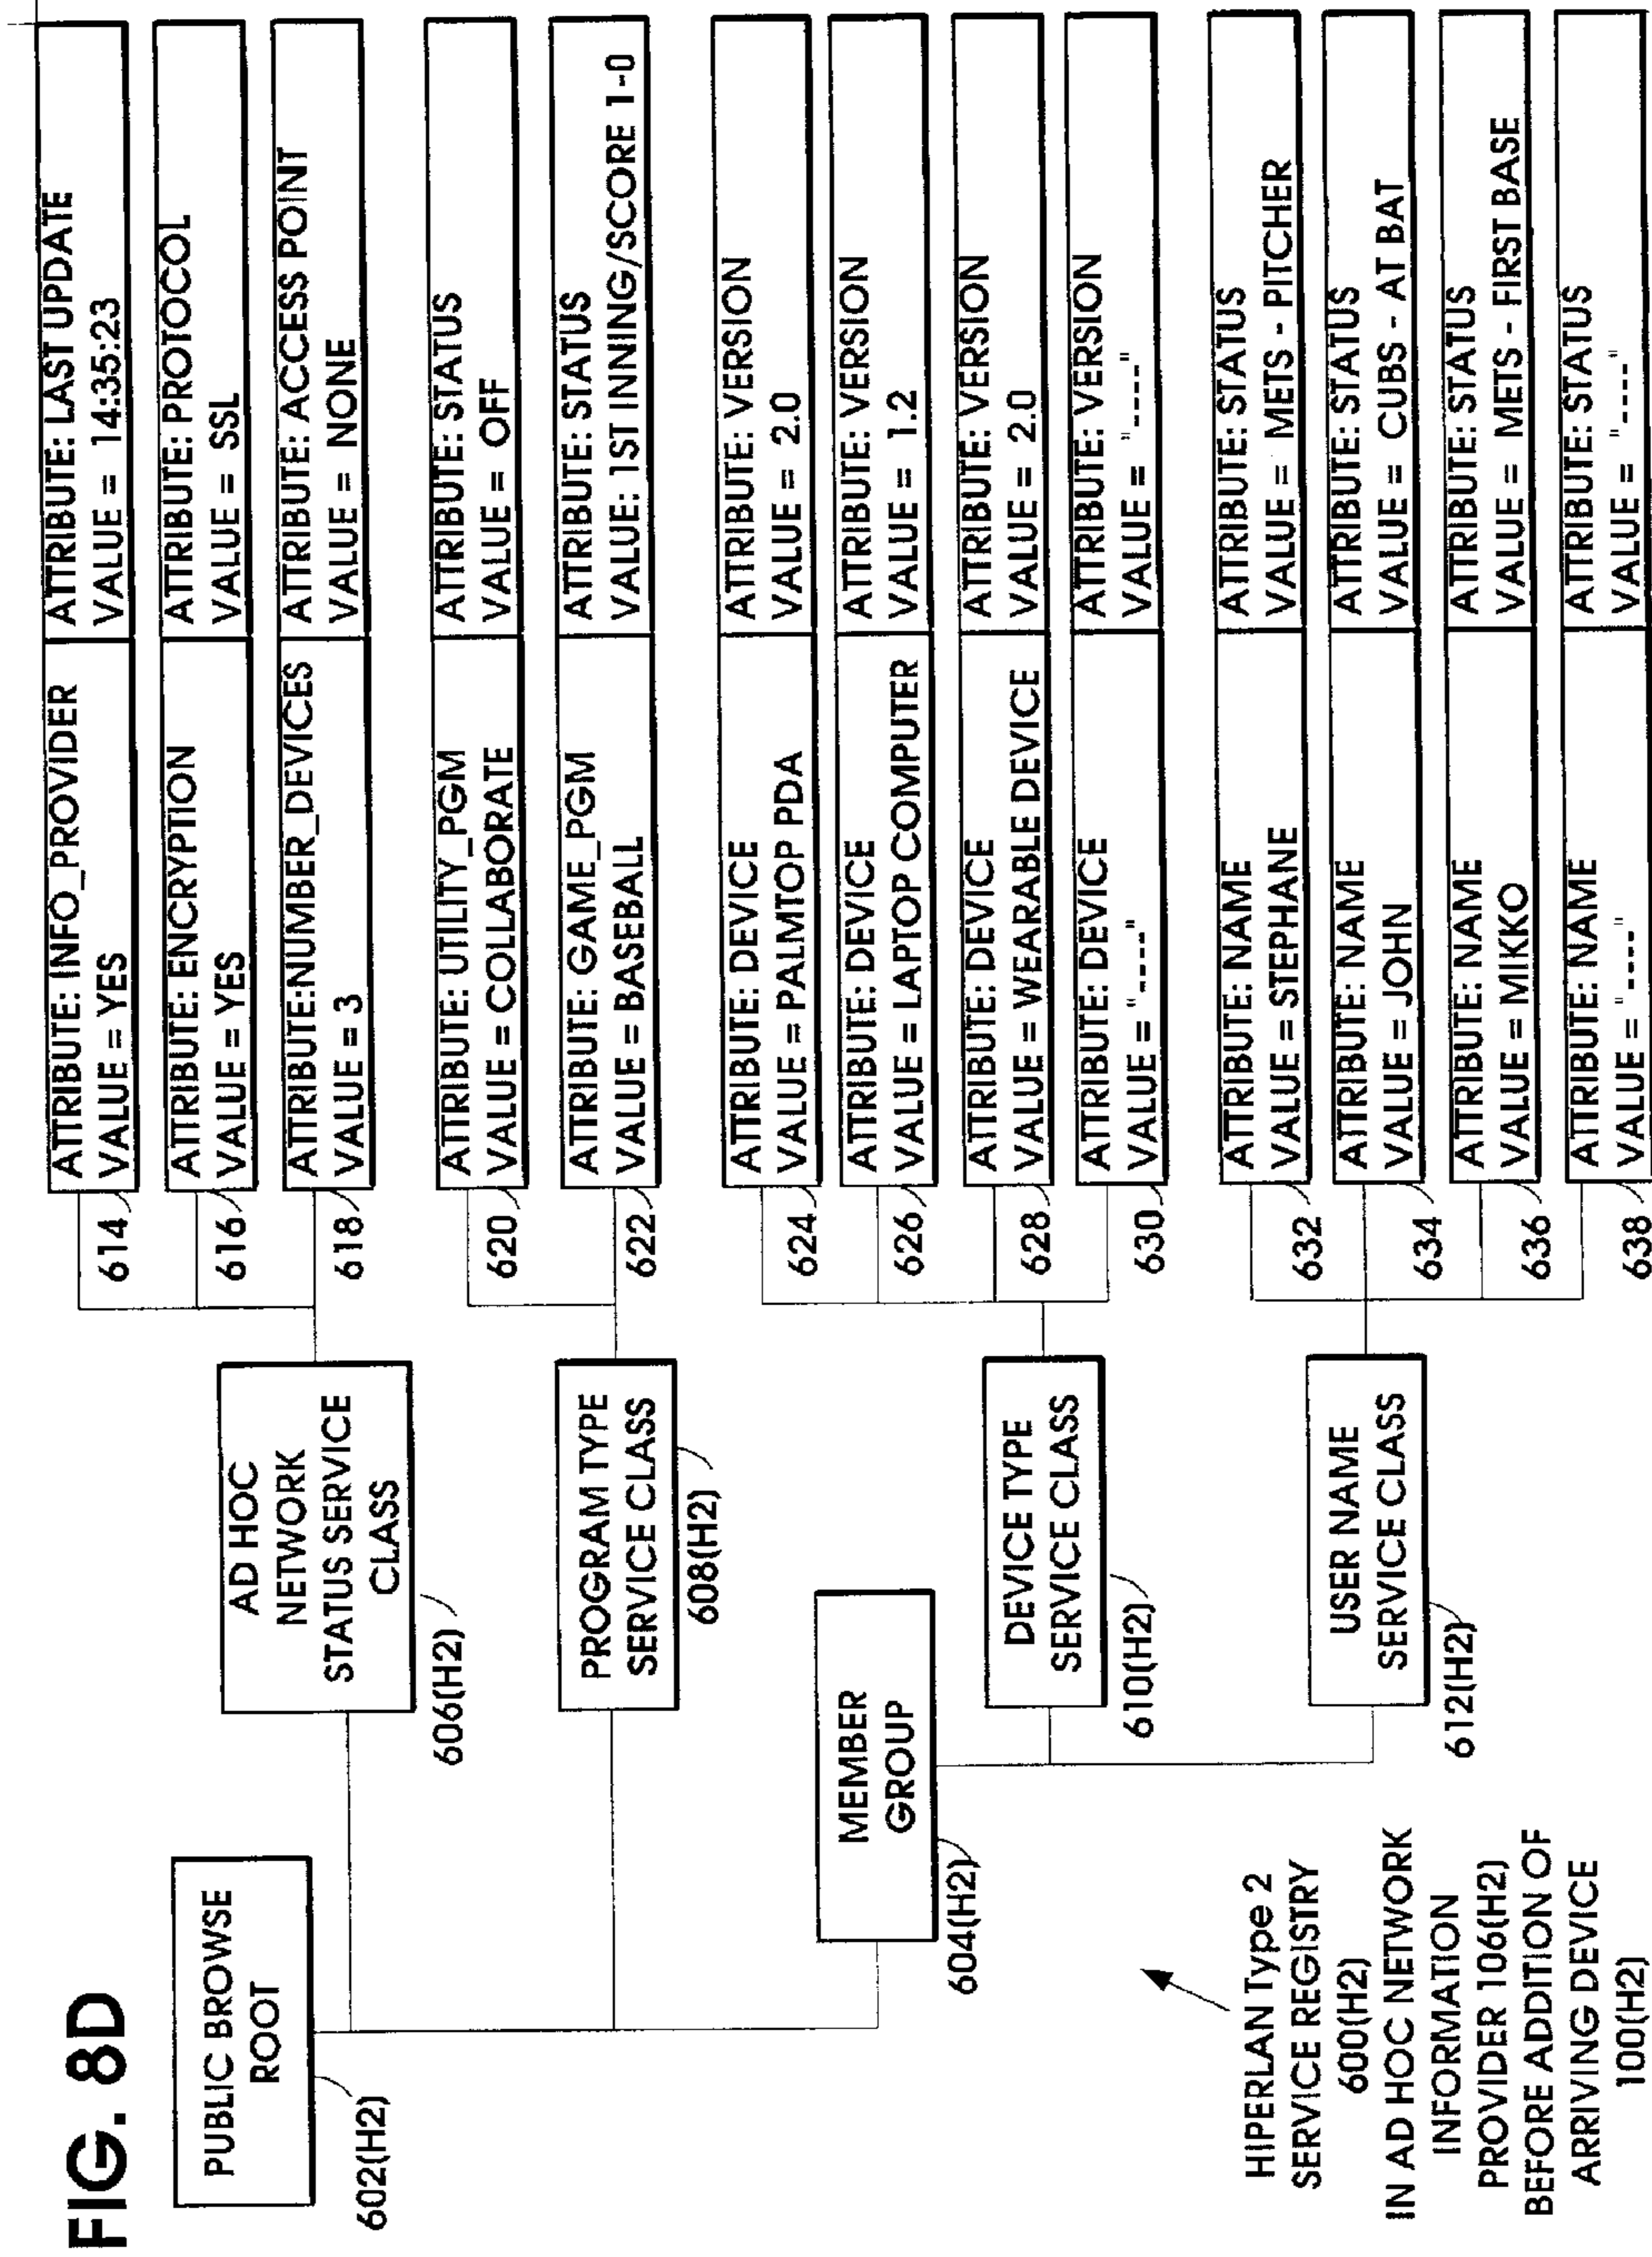 FIG. 8D
PUBLIC BROWSE
ROOT
602(H2)
AD HOC
NETWORK
STATUS SERVICE
CLASS
606(H2)
PROGRAM TYPE
SERVICE CLASS
608(H2)
MEMBER
GROUP
604(H2)
DEVICE TYPE
SERVICE CLASS
610(H2)
USER NAME
SERVICE CLASS
612(H2)
614
ATTRIBUTE: INFO_PROVIDER
VALUE = YES
ATTRIBUTE: LAST UPDATE
VALUE = 14:35:23
616
ATTRIBUTE: ENCRYPTION
VALUE = YES
ATTRIBUTE: PROTOCOL
VALUE = SSL
618
ATTRIBUTE:NUMBER_DEVICES
VALUE = 3
ATTRIBUTE: ACCESS POINT
VALUE = NONE
620
ATTRIBUTE: UTILITY_PGM
VALUE = COLLABORATE
ATTRIBUTE: STATUS
VALUE = OFF
622
ATTRIBUTE: GAME_PGM
VALUE = BASEBALL
ATTRIBUTE: STATUS
VALUE: 1ST INNING/SCORE 1-0
624
ATTRIBUTE: DEVICE
VALUE = PALMTOP PDA
ATTRIBUTE: VERSION
VALUE = 2.0
626
ATTRIBUTE: DEVICE
VALUE = LAPTOP COMPUTER
ATTRIBUTE: VERSION
VALUE = 1.2
628
ATTRIBUTE: DEVICE
VALUE = WEARABLE DEVICE
ATTRIBUTE: VERSION
VALUE = 2.0
630
ATTRIBUTE: DEVICE
VALUE = "----"
ATTRIBUTE: VERSION
VALUE = "----"
632
ATTRIBUTE: NAME
VALUE = STEPHANE
ATTRIBUTE: STATUS
VALUE = METS - PITCHER
634
ATTRIBUTE: NAME
VALUE = JOHN
ATTRIBUTE: STATUS
VALUE = CUBS - AT BAT
636
ATTRIBUTE: NAME
VALUE = MIKKO
ATTRIBUTE: STATUS
VALUE = METS - FIRST BASE
638
ATTRIBUTE: NAME
VALUE = "----"
ATTRIBUTE: STATUS
VALUE = "----"
HIPERLAN Type 2
SERVICE REGISTRY
600(H2)
IN AD HOC NETWORK
INFORMATION
PROVIDER 106(H2)
BEFORE ADDITION OF
ARRIVING DEVICE
100(H2)